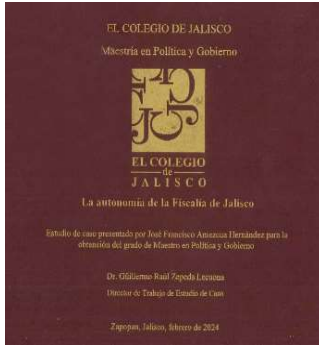 EL COLEGIO DE JALISCO
Maestría en Política y Gobierno
EL COLEGIO
de
JALISCO
La autonomía de la Fiscalía de Jalisco
Estudio de caso presentado por José Francisco Amezcua Hernández para la
obtención del grado de Maestro en Política y Gobierno
Dr. Guillermo Raúl Zepeda Lecuona
Director de Trabajo de Estudio de Caso
Zapopan, Jalisco, febrero de 2024